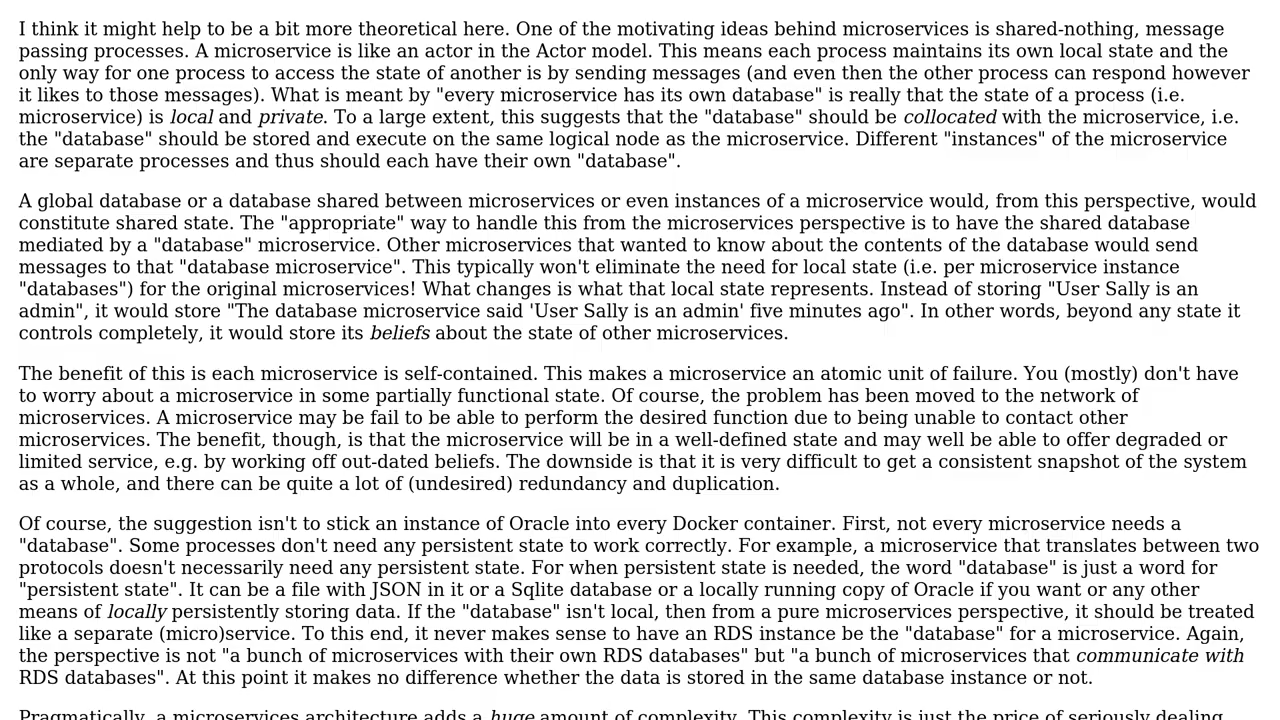 I think it might help to be a bit more theoretical here. One of the motivating ideas behind microservices is shared-nothing, message
passing processes. A microservice is like an actor in the Actor model. This means each process maintains its own local state and the
only way for one process to access the state of another is by sending messages (and even then the other process can respond however
it likes to those messages). What is meant by "every microservice has its own database" is really that the state of a process (i.e.
microservice) is local and private. To a large extent, this suggests that the "database" should be collocated with the microservice, i.e.
the "database" should be stored and execute on the same logical node as the microservice. Different "instances" of the microservice
are separate processes and thus should each have their own "database".
A global database or a database shared between microservices or even instances of a microservice would, from this perspective, would
constitute shared state. The "appropriate" way to handle this from the microservices perspective is to have the shared database
mediated by a "database" microservice. Other microservices that wanted to know about the contents of the database would send
messages to that "database microservice". This typically won't eliminate the need for local state (i.e. per microservice instance
"databases") for the original microservices! What changes is what that local state represents. Instead of storing "User Sally is an
admin", it would store "The database microservice said 'User Sally is an admin' five minutes ago". In other words, beyond any state it
controls completely, it would store its beliefs about the state of other microservices.
The benefit of this is each microservice is self-contained. This makes a microservice an atomic unit of failure. You (mostly) don't have
to worry about a microservice in some partially functional state. Of course, the problem has been moved to the network of
microservices. A microservice may be fail to be able to perform the desired function due to being unable to contact other
microservices. The benefit, though, is that the microservice will be in a well-defined state and may well be able to offer degraded or
limited service, e.g. by working off out-dated beliefs. The downside is that it is very difficult to get a consistent snapshot of the system
as a whole, and there can be quite a lot of (undesired) redundancy and duplication.
Of course, the suggestion isn't to stick an instance of Oracle into every Docker container. First, not every microservice needs a
"database". Some processes don't need any persistent state to work correctly. For example, a microservice that translates between two
protocols doesn't necessarily need any persistent state. For when persistent state is needed, the word "database" is just a word for
"persistent state". It can be a file with JSON in it or a Sqlite database or a locally running copy of Oracle if you want or any other
means of locally persistently storing data. If the "database" isn't local, then from a pure microservices perspective, it should be treated
like a separate (micro)service. To this end, it never makes sense to have an RDS instance be the "database" for a microservice. Again,
the perspective is not "a bunch of microservices with their own RDS databases" but "a bunch of microservices that communicate with
RDS databases". At this point it makes no difference whether the data is stored in the same database instance or not.
Pragmatically, a microservices architecture adds a huge amount of complexity. This complexity is just the price of seriously dealing